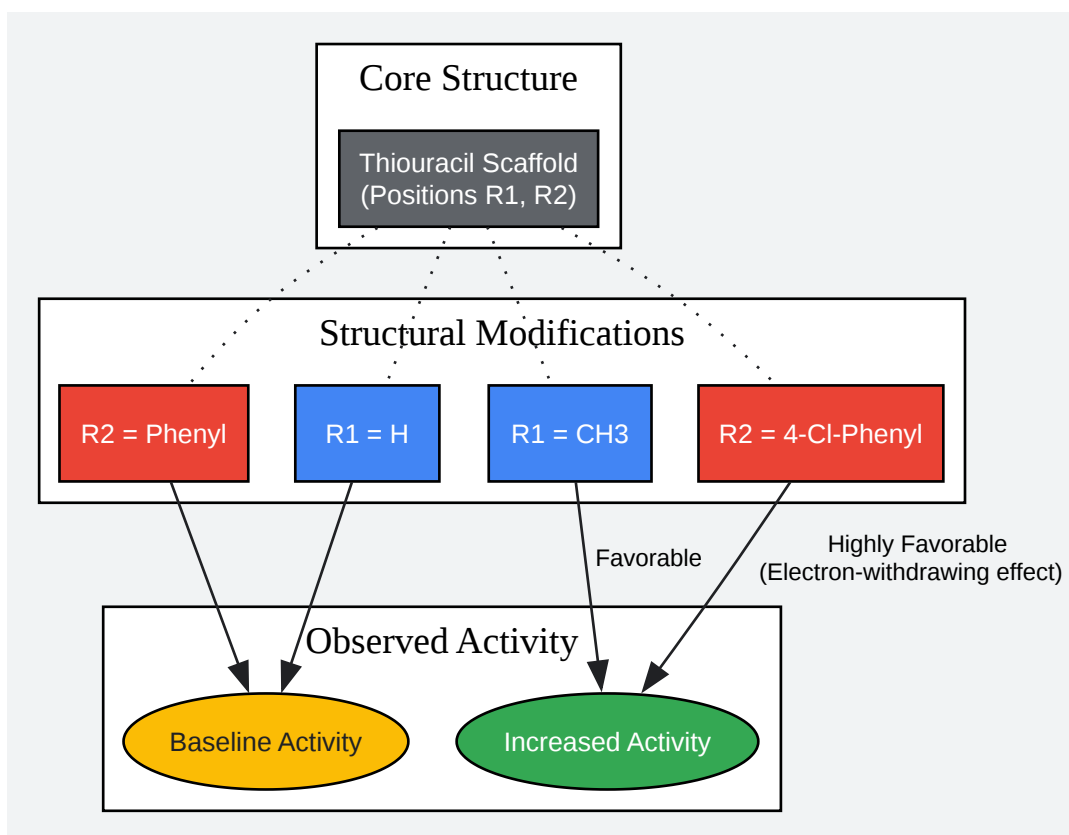 Core Structure
Thiouracil Scaffold
(Positions R1, R2)
Structural Modifications
R2 = Phenyl
R1 = H
R1 = CH3
R2 = 4-Cl-Phenyl
Favorable
Highly Favorable
(Electron-withdrawing effect)
Observed Activity
Baseline Activity
Increased Activity